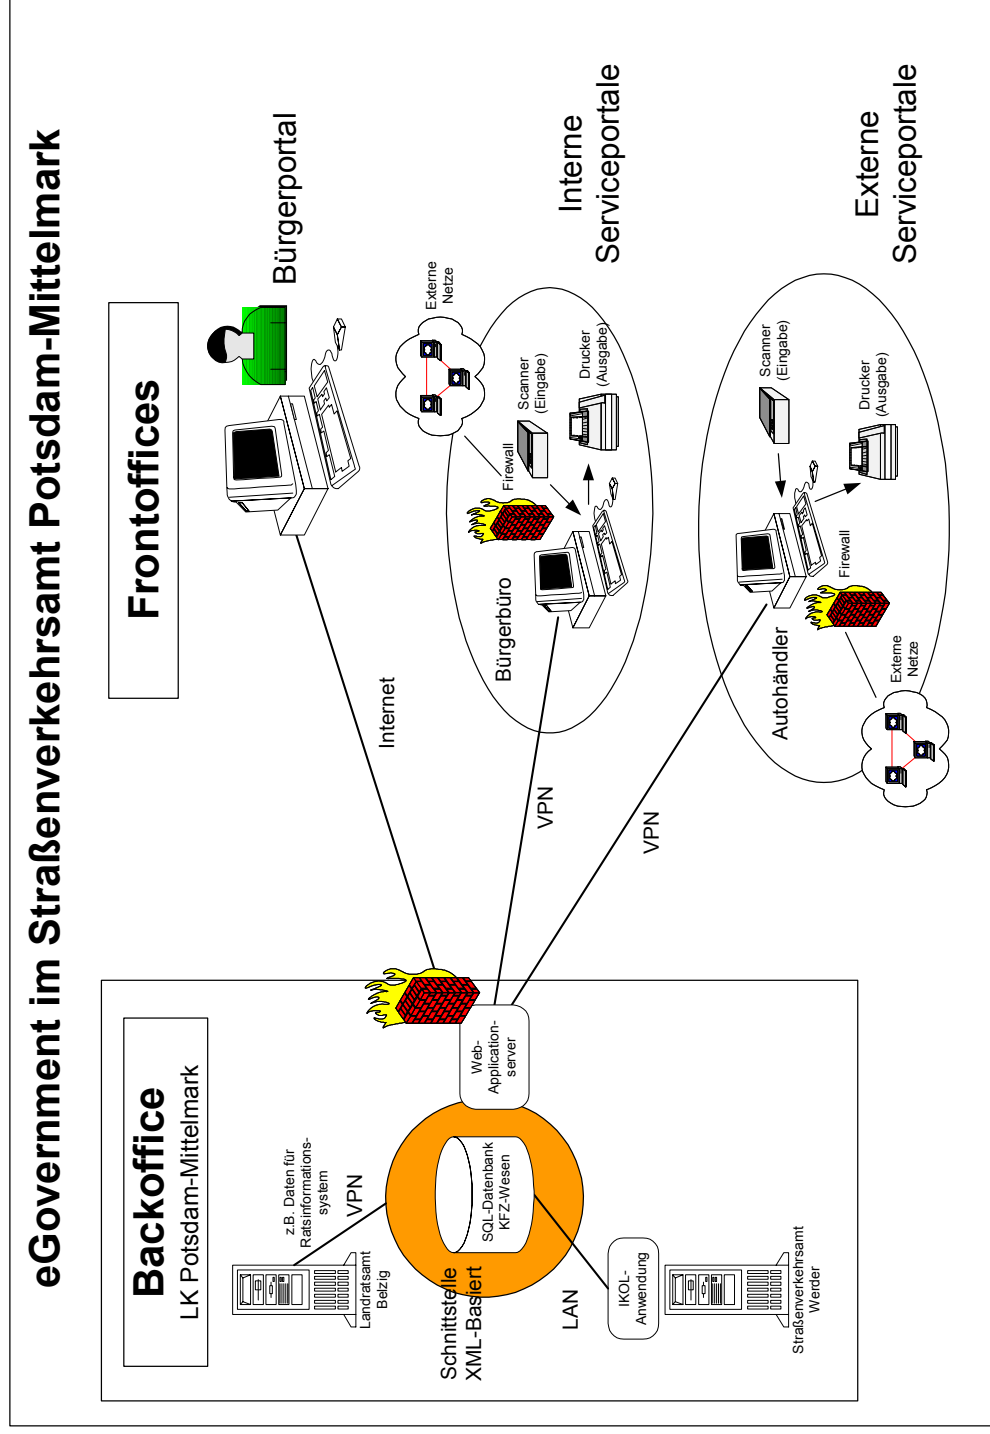 eGovernment im Straßenverkehrsamt Potsdam-Mittelmark
Backoffice
LK Potsdam-Mittelmark
Frontoffices
Bürgerportal
z.B. Daten für
Ratsinformations-
system
VPN
Landratsamt
Belzig
Schnittstelle
XML-Basiert
SQL-Datenbank
KFZ-Wesen
Web-
Application-
server
LAN
IKOL-
Anwendung
Straßenverkehrsamt
Werder
Internet
VPN
VPN
Externe
Netze
Bürgerbüro
Firewall
Scanner
(Eingabe)
Drucker
(Ausgabe)
Interne
Serviceportale
Autohändler
Firewall
Scanner
(Eingabe)
Drucker
(Ausgabe)
Externe
Netze
Externe
Serviceportale